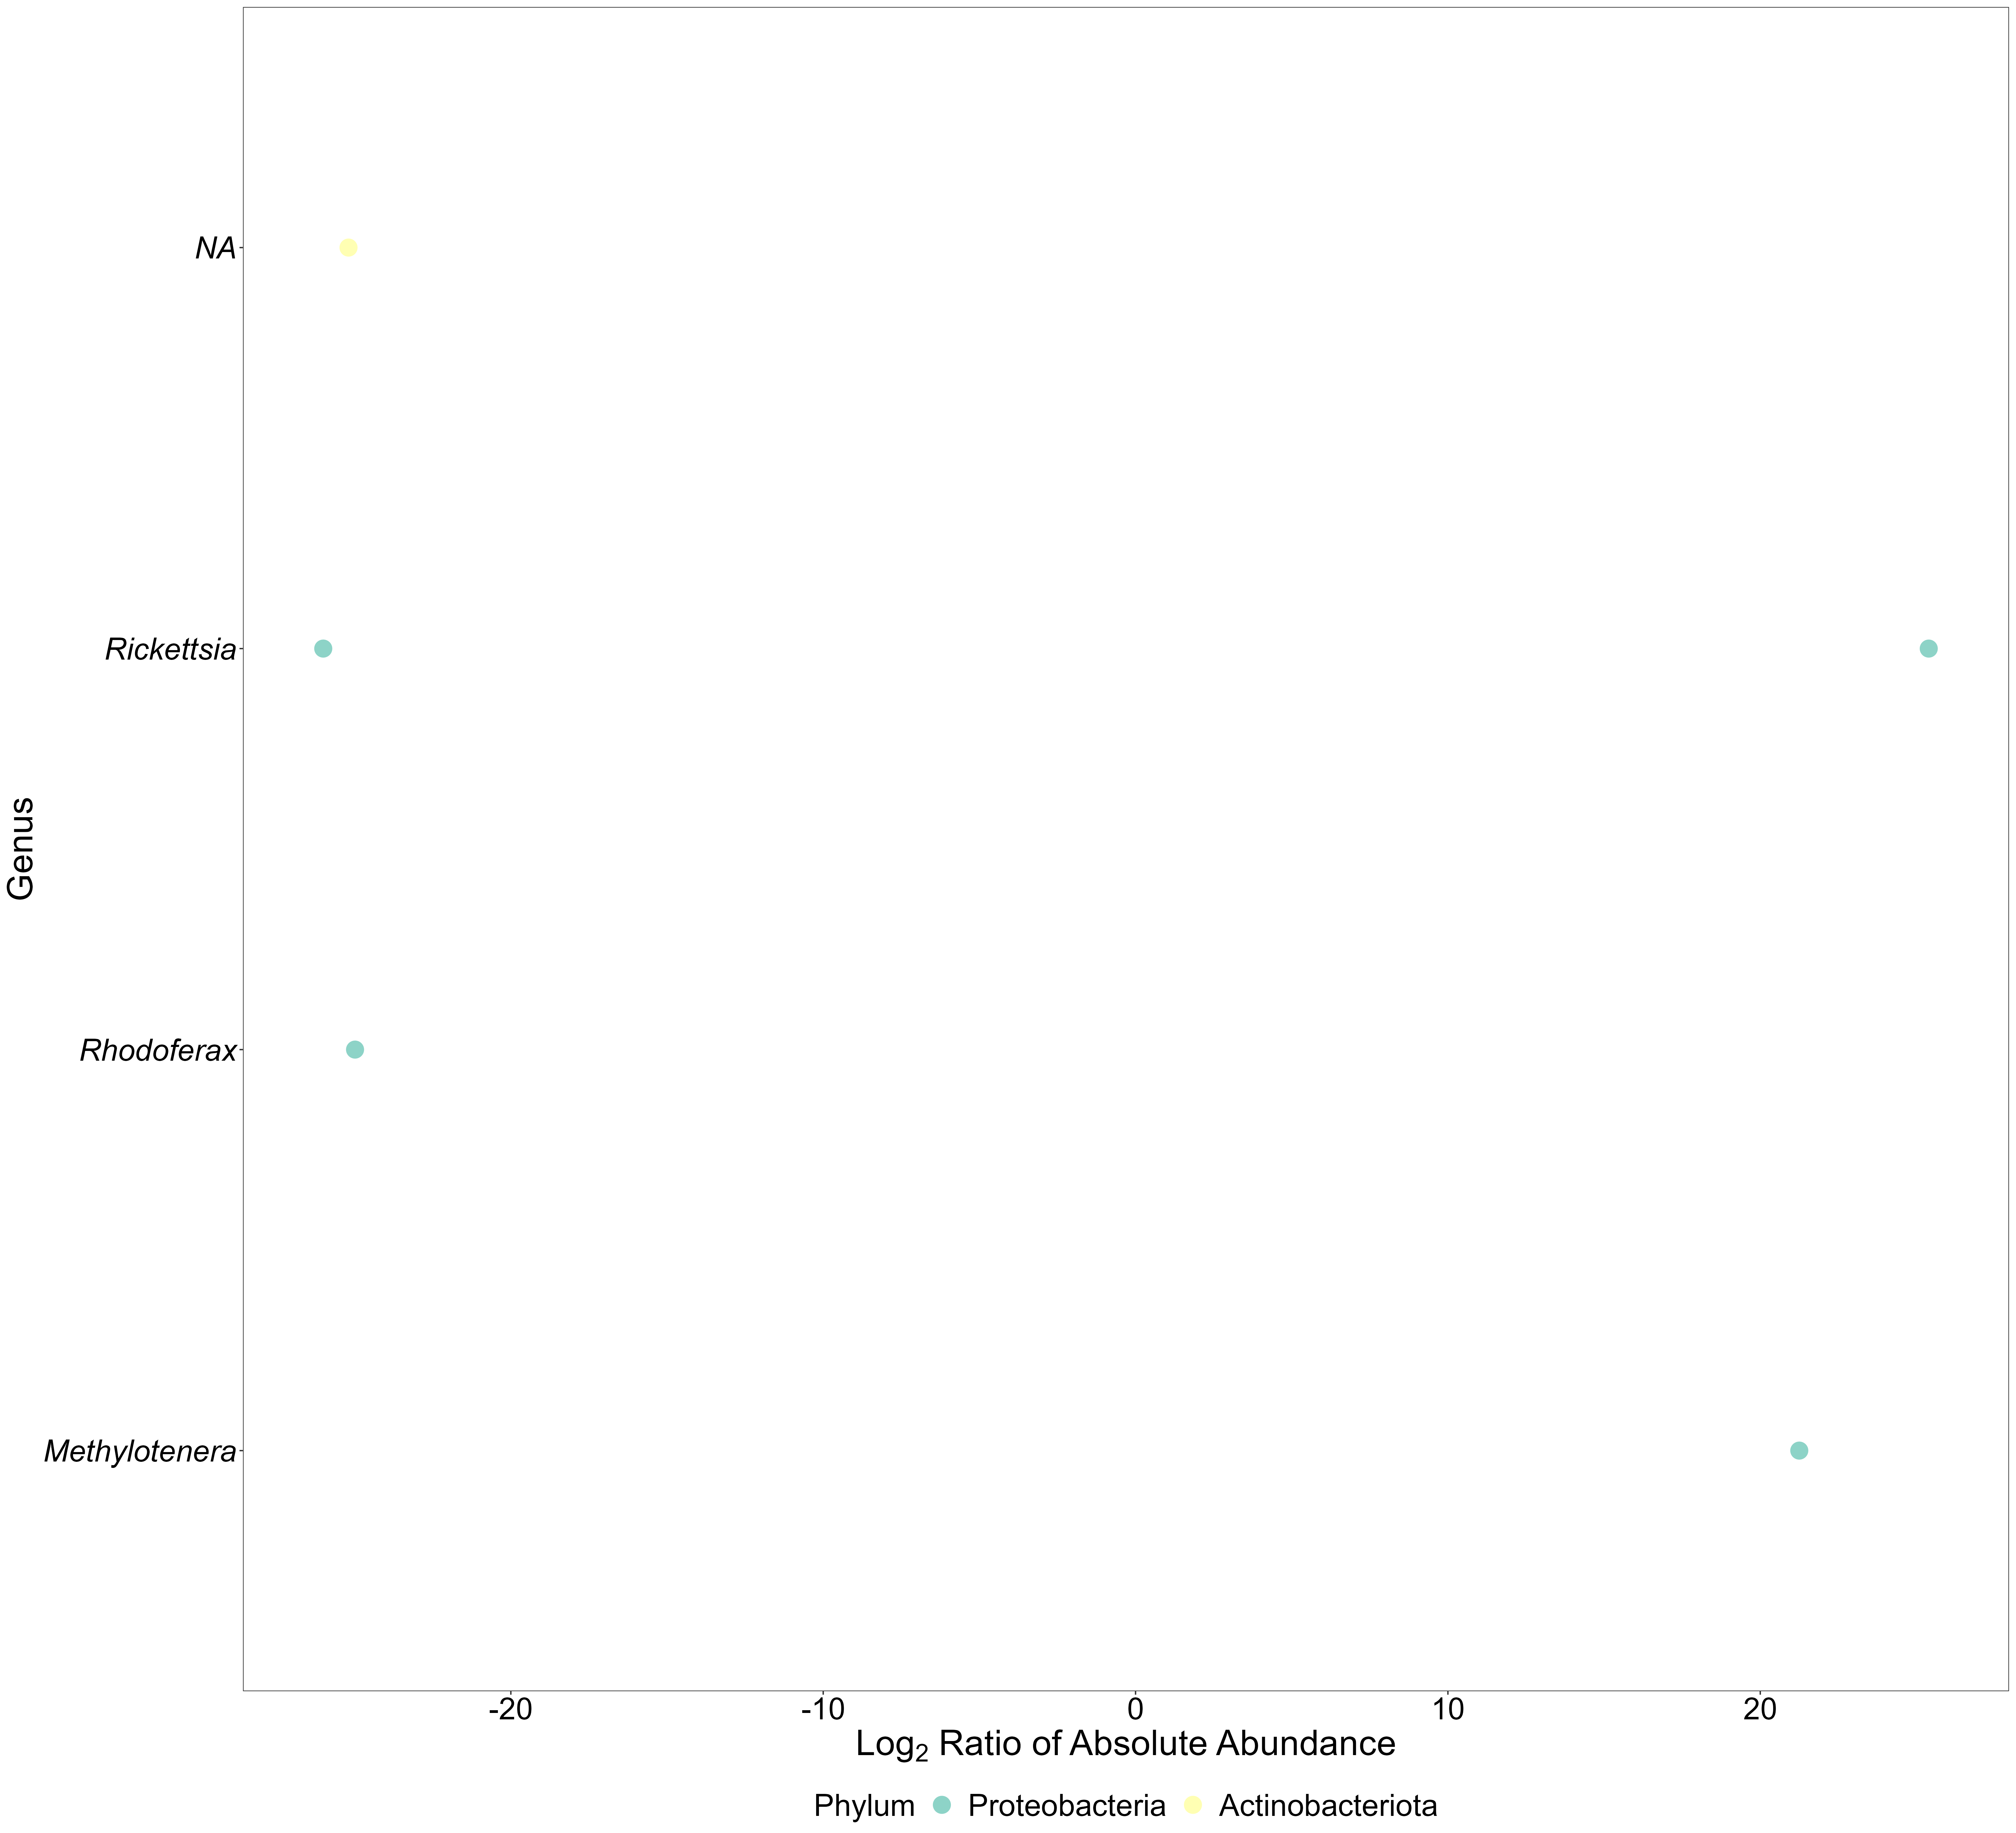 Genus
NA
Rickettsia
Rhodoferax
Methylotenera
-20 -10 0 10 20
Log₂ Ratio of Absolute Abundance
Phylum Proteobacteria Actinobacteriota